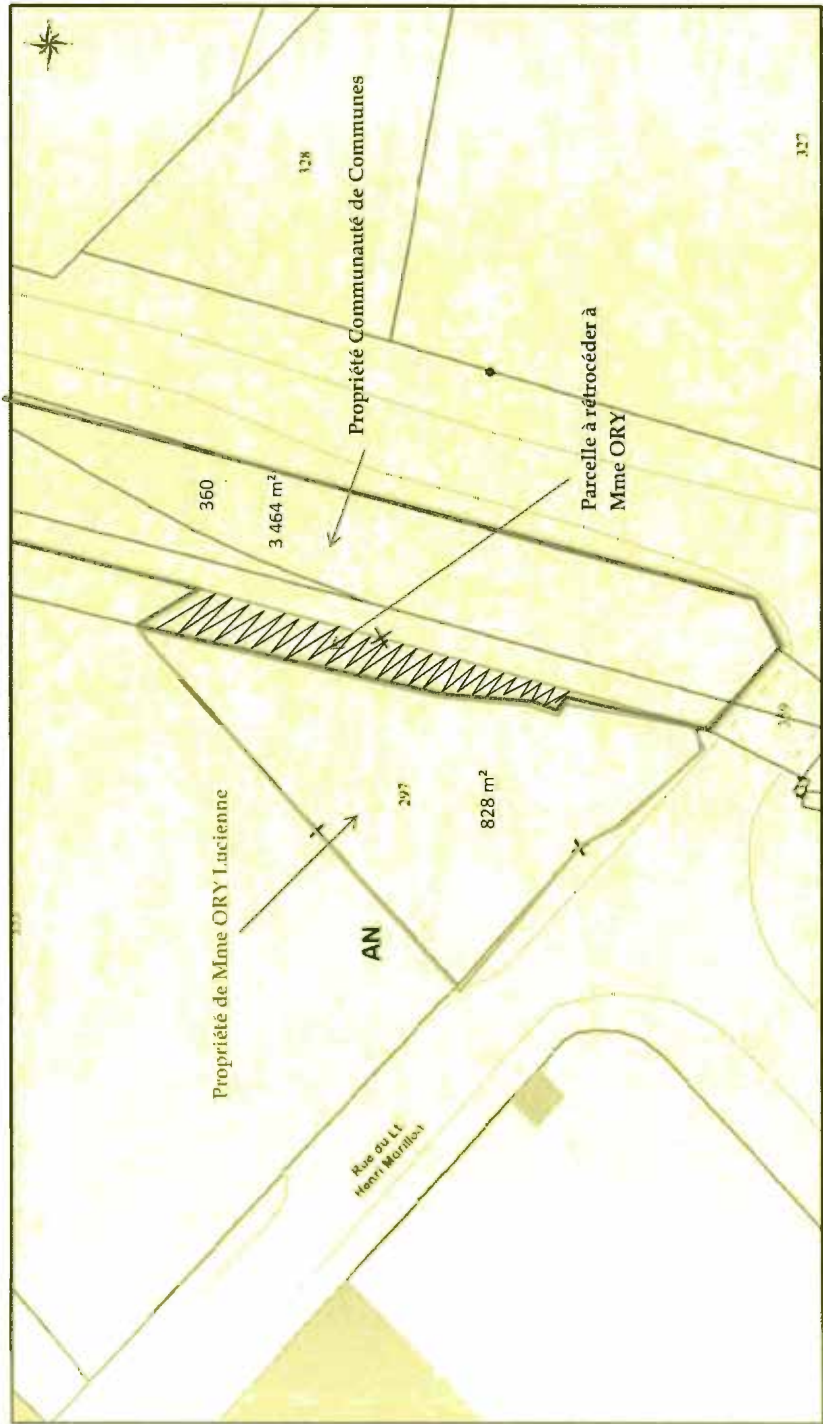 328
327
Propriété Communauté de Communes
360
3 464 m²
Parcelle à rétrocéder à
Mme ORY
Propriété de Mme ORY Lucienne
297
828 m²
AN
Rue du Lt
Henri Marillon